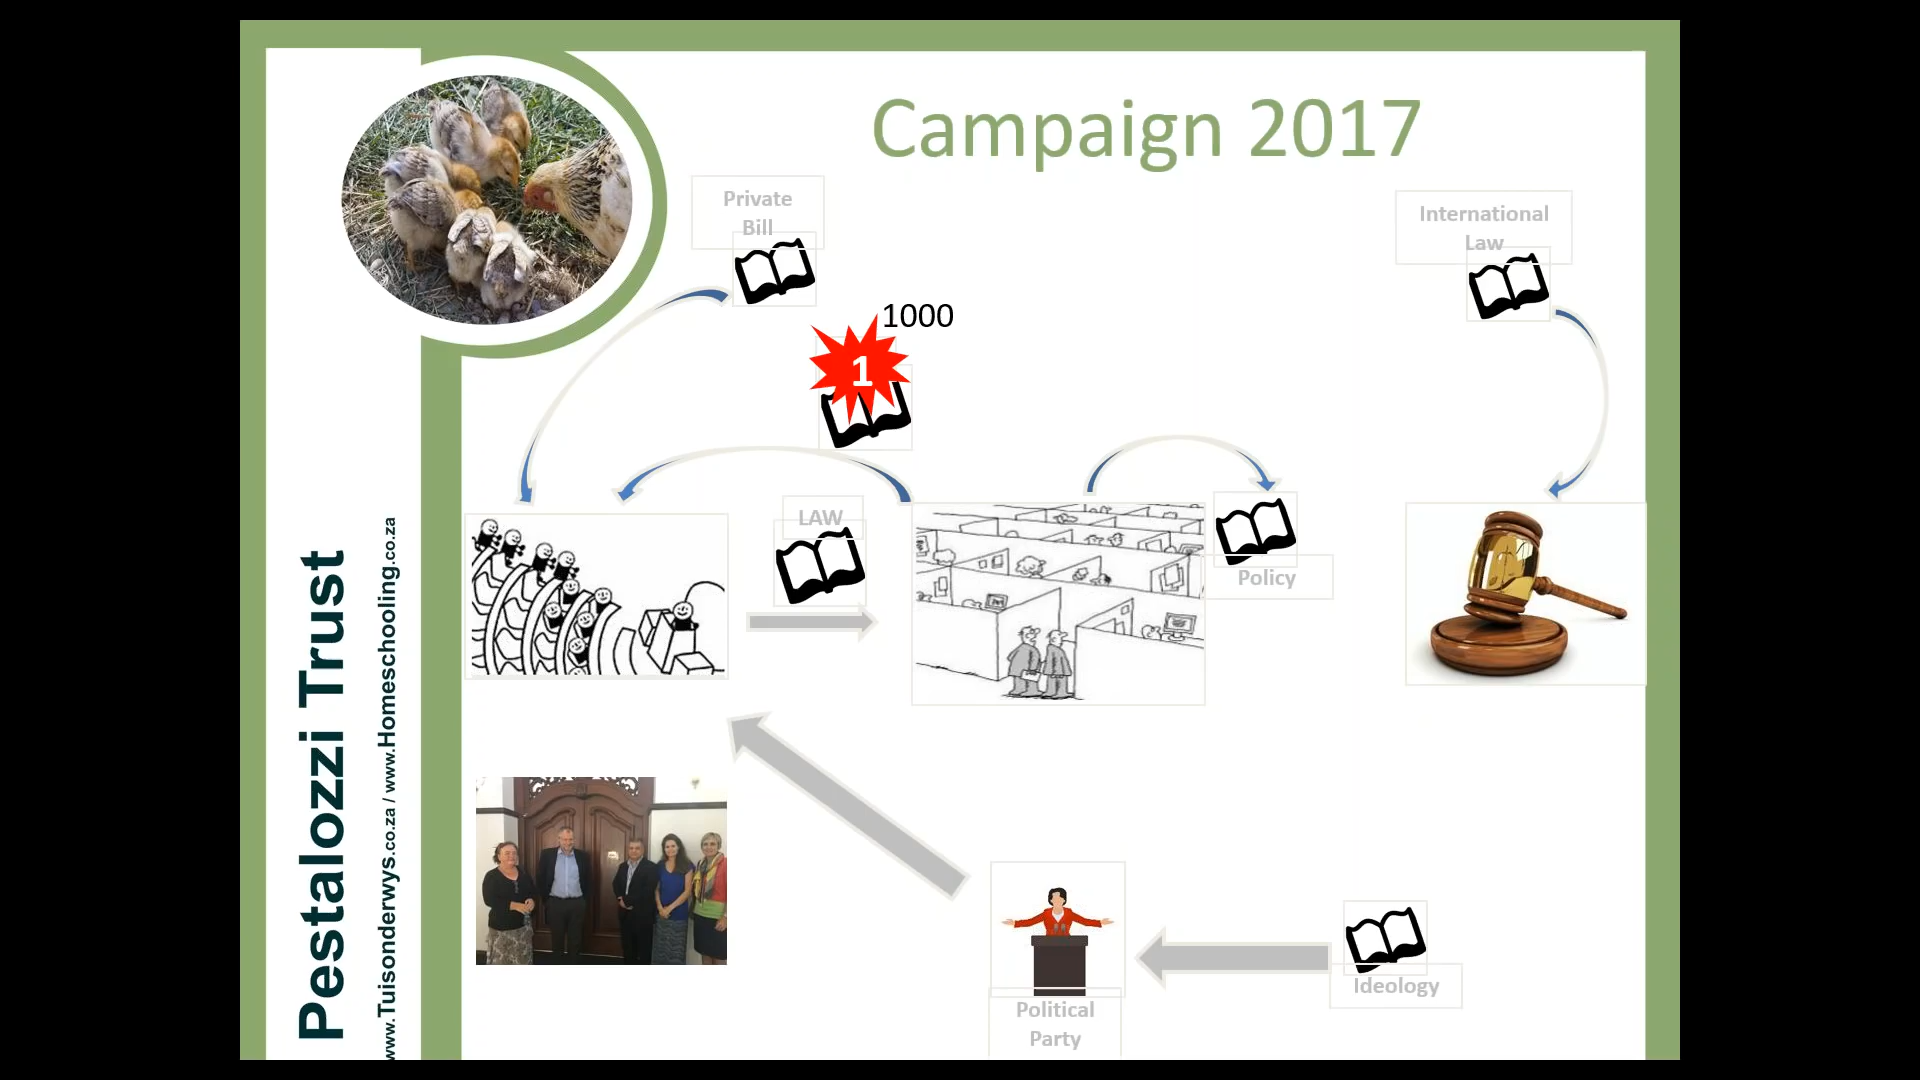 Campaign 2017
Private
Bill
International
Law
1000
1
LAW
Policy
Political
Party
Ideology
Pestalozzi Trust
www.Tuisonderwys.co.za / www.Homeschooling.co.za